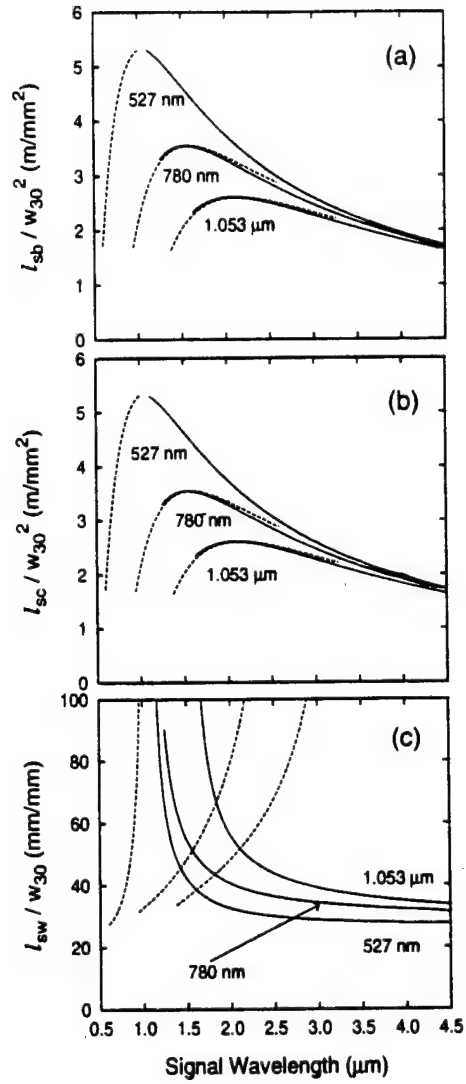 6
(a)
5
527 nm
4
780 nm
3
1.053 μm
2
1
0
l_sb / w_30^2 (m/mm^2)
6
(b)
5
527 nm
4
780 nm
3
1.053 μm
2
1
0
l_sc / w_30^2 (m/mm^2)
100
(c)
80
60
40
1.053 μm
20
527 nm
780 nm
0
l_sw / w_30 (mm/mm)
0.5 1.0 1.5 2.0 2.5 3.0 3.5 4.0 4.5
Signal Wavelength (μm)